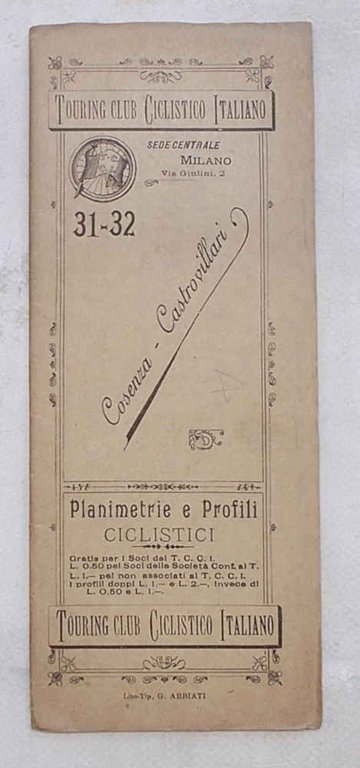 TOURING CLUB CICLISTICO ITALIANO
SEDE CENTRALE
MILANO
Via Giulini, 2
31-32
Cosenza - Castrovillari
Planimetrie e Profili
CICLISTICI
Gratis per i Soci del T. C. C. I.
L. 0.50 pei Soci delle Società Conf. al T.
L. 1.— pei non associati al T. C. C. I.
I profili doppi L. 1.— e L. 2.—, invece di
L. 0,50 e L. 1.—.
TOURING CLUB CICLISTICO ITALIANO
Lito-Tip. G. ABBIATI